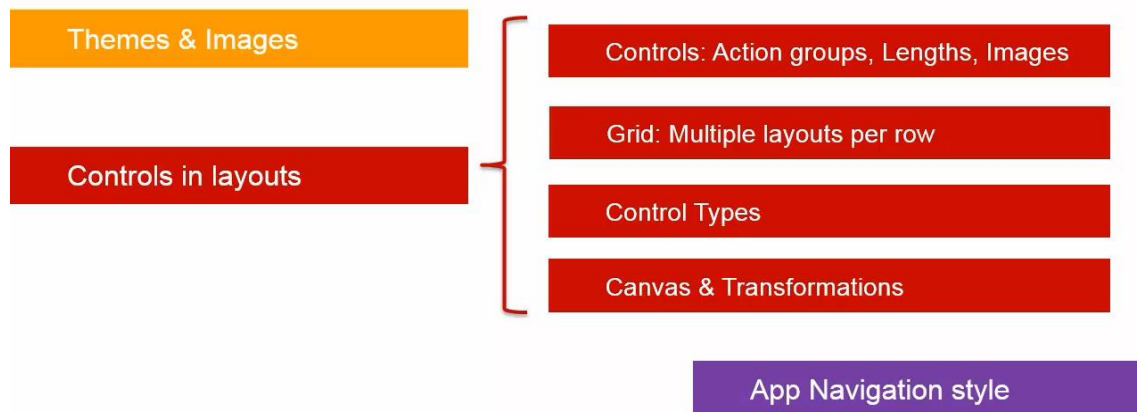 Themes & Images
Controls in layouts
Controls: Action groups, Lengths, Images
Grid: Multiple layouts per row
Control Types
Canvas & Transformations
App Navigation style